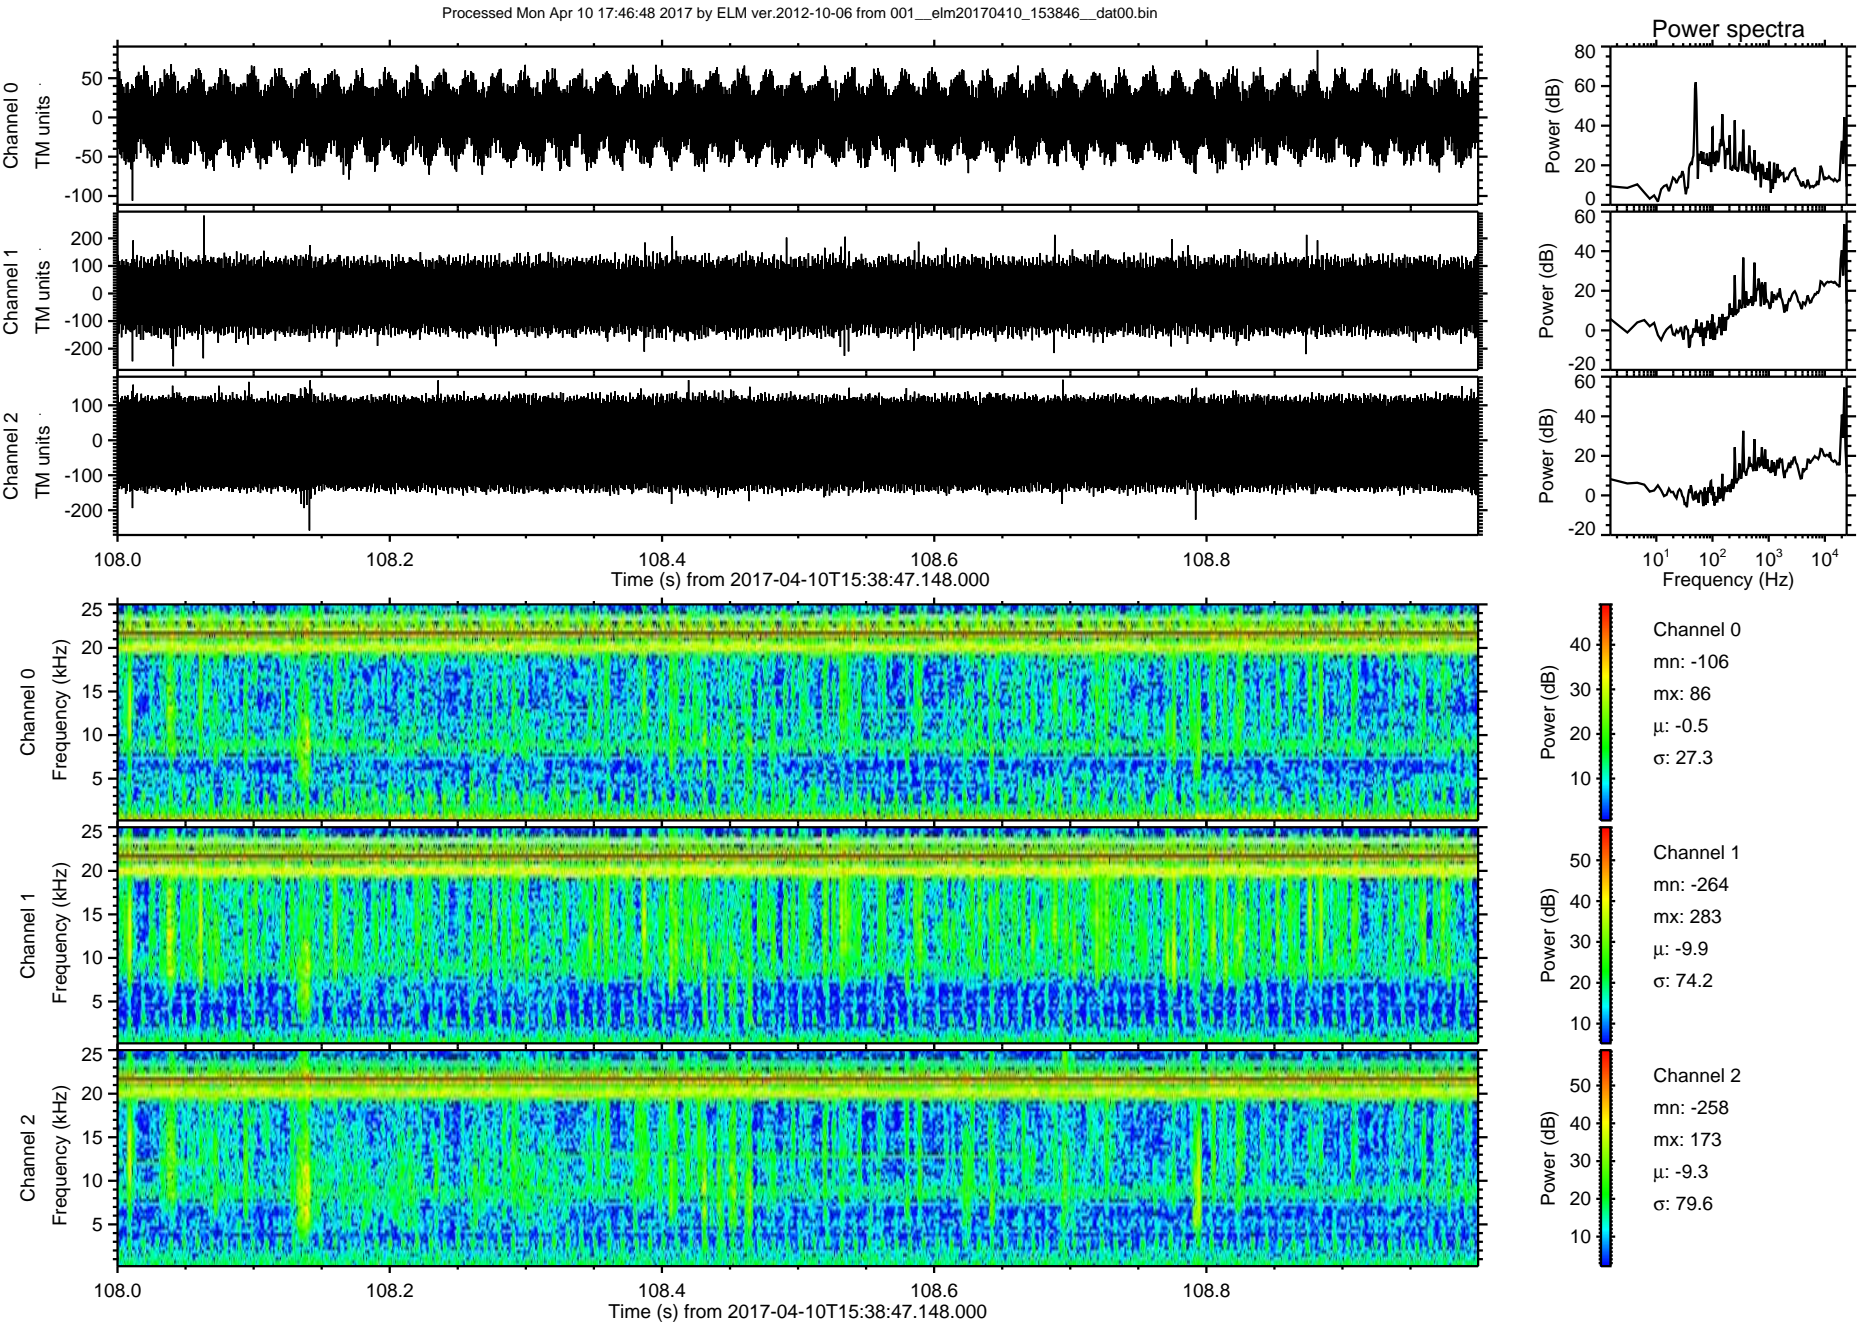 Processed Mon Apr 10 17:46:48 2017 by ELM ver.2012-10-06 from 001__elm20170410_153846__dat00.bin
Power spectra
Channel 0
TM units
50
0
-50
-100
Power (dB)
80
60
40
20
0
Channel 1
TM units
200
100
0
-100
-200
Power (dB)
60
40
20
0
-20
Channel 2
TM units
100
0
-100
-200
Power (dB)
60
40
20
0
-20
108.0 108.2 108.4 108.6 108.8
Time (s) from 2017-04-10T15:38:47.148.000
10^1 10^2 10^3 10^4
Frequency (Hz)
Channel 0
Frequency (kHz)
25
20
15
10
5
Power (dB)
40
30
20
10
Channel 0
mn: -106
mx: 86
μ: -0.5
σ: 27.3
Channel 1
Frequency (kHz)
25
20
15
10
5
Power (dB)
50
40
30
20
10
Channel 1
mn: -264
mx: 283
μ: -9.9
σ: 74.2
Channel 2
Frequency (kHz)
25
20
15
10
5
Power (dB)
50
40
30
20
10
Channel 2
mn: -258
mx: 173
μ: -9.3
σ: 79.6
108.0 108.2 108.4 108.6 108.8
Time (s) from 2017-04-10T15:38:47.148.000